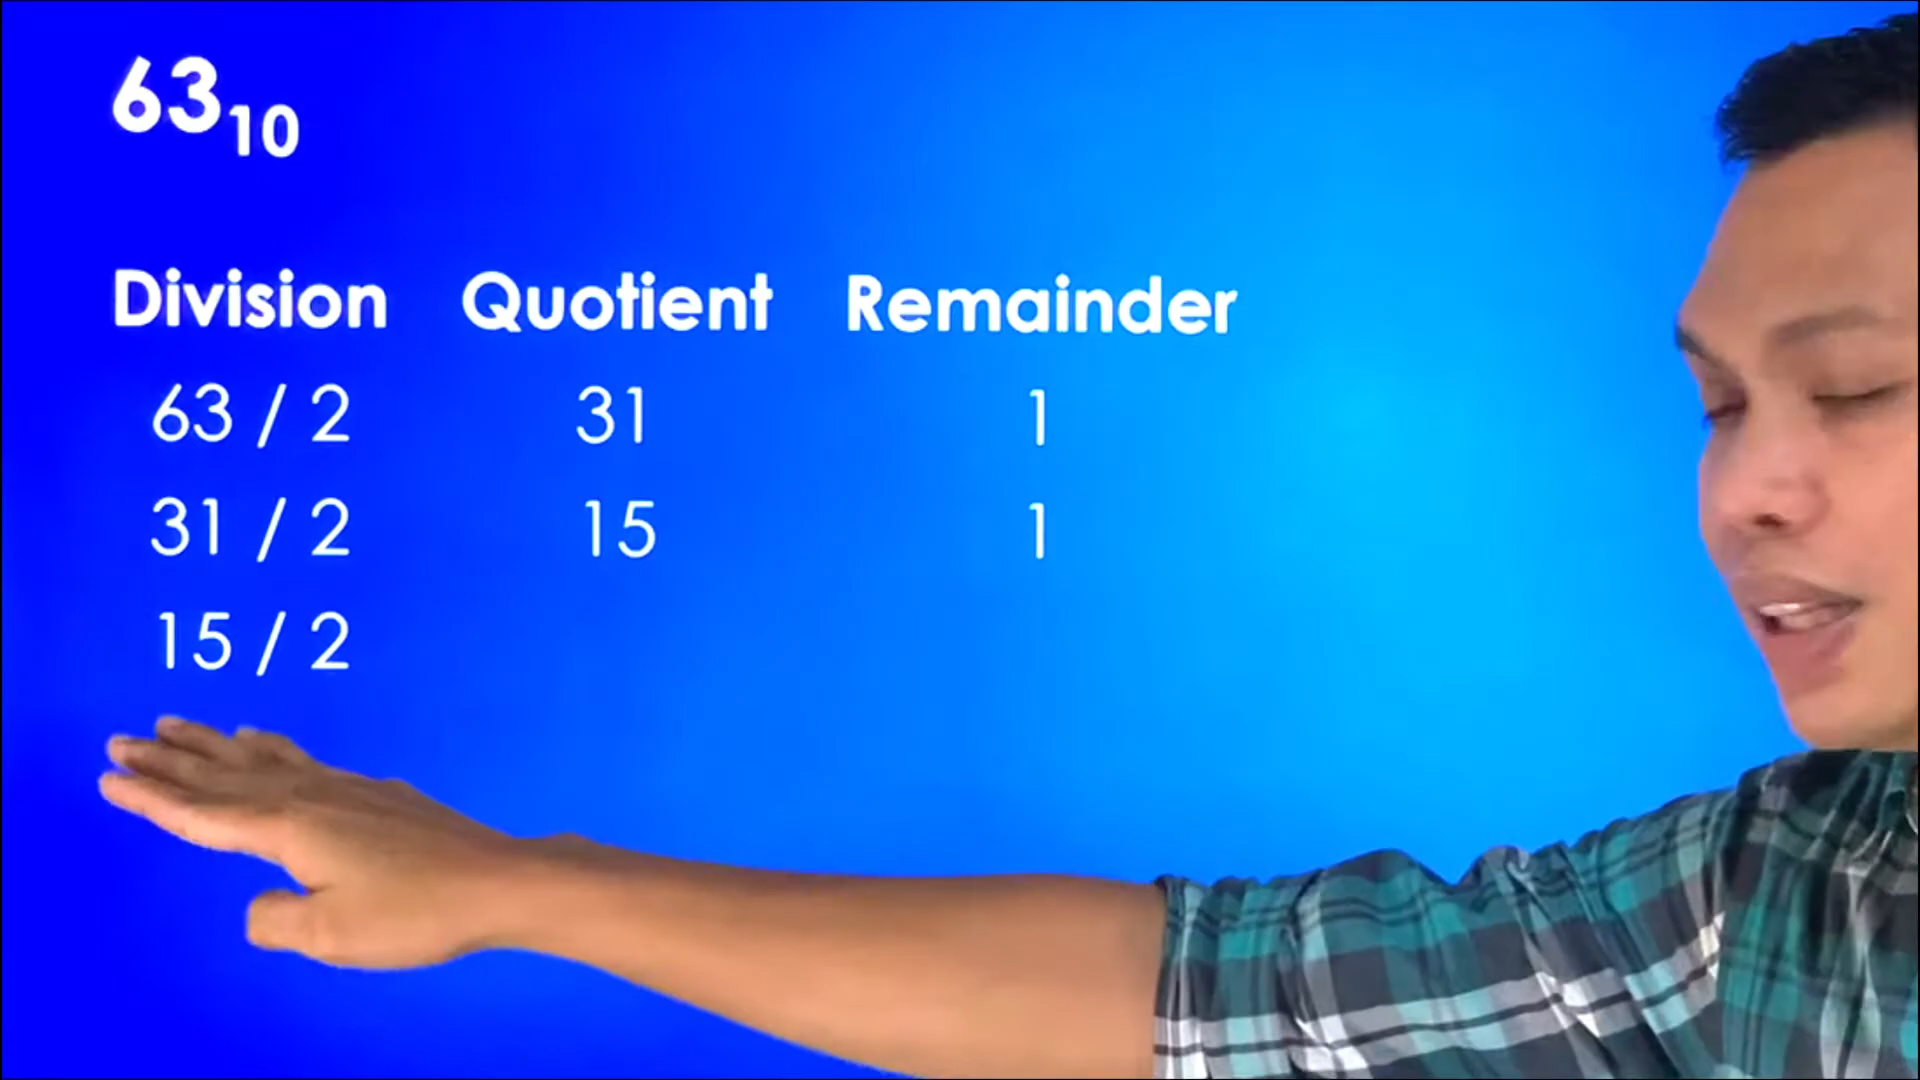 63₁₀
Division Quotient Remainder
63 / 2 31 1
31 / 2 15 1
15 / 2